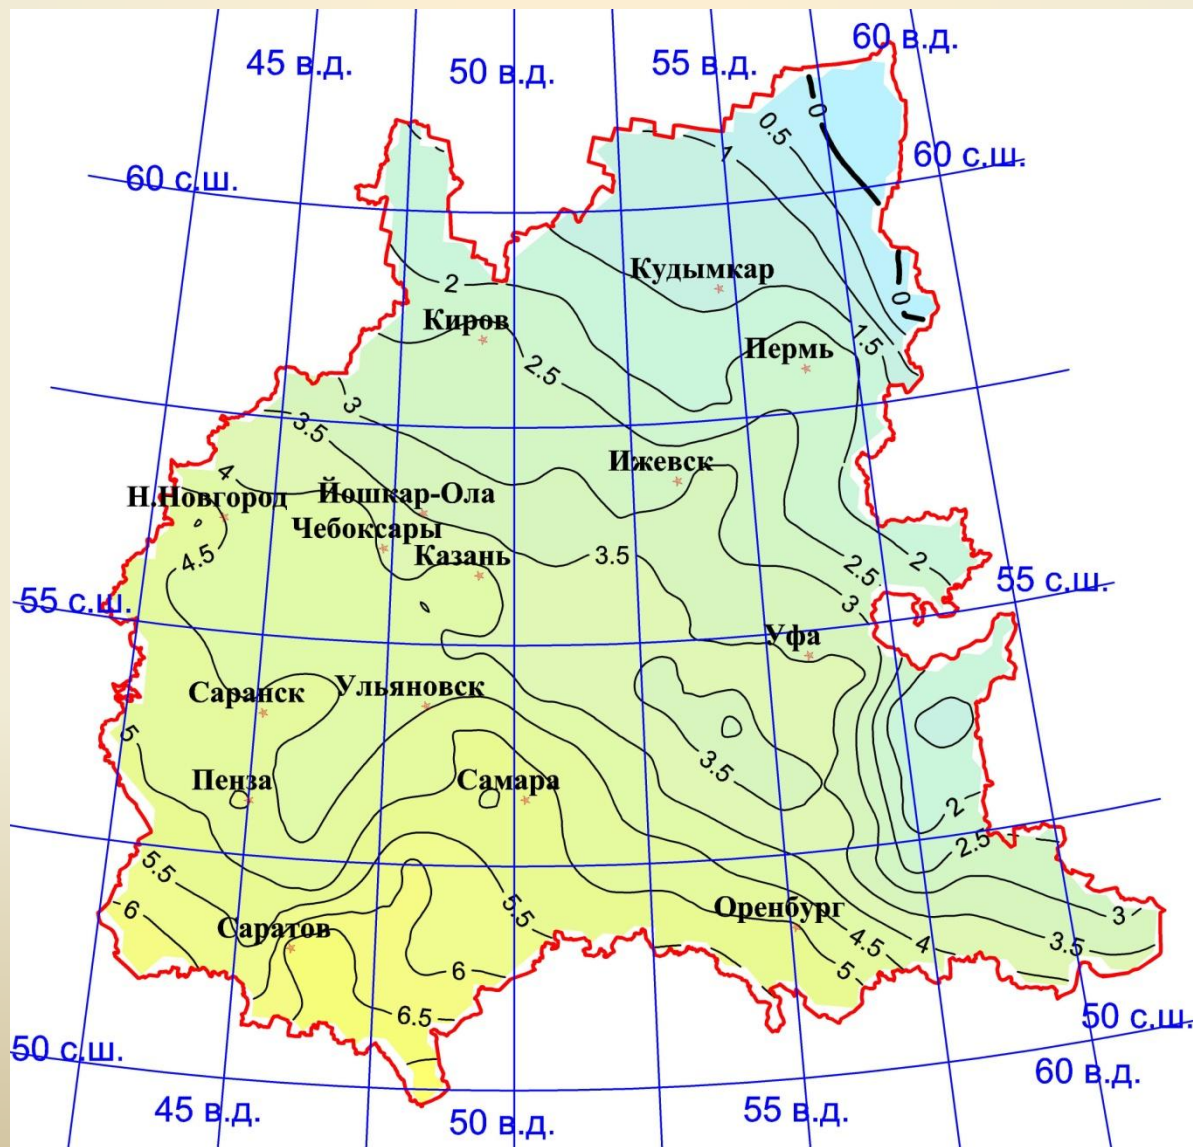 60 в.д.
45 в.д.
50 в.д.
55 в.д.
0
0.5
1
60 с.ш.
60 с.ш.
Кудымкар
2
0
Киров
1.5
Пермь
2.5
3
3.5
Ижевск
4
Н.Новгород
Йошкар-Ола
Чебоксары
Казань
4.5
3.5
2.5
2
55 с.ш.
55 с.ш.
3
Уфа
Саранск
Ульяновск
5
3.5
Пенза
Самара
2
2.5
5.5
6
5.5
Оренбург
3
Саратов
4.5
4
3.5
6
5
6.5
50 с.ш.
50 с.ш.
60 в.д.
45 в.д.
50 в.д.
55 в.д.